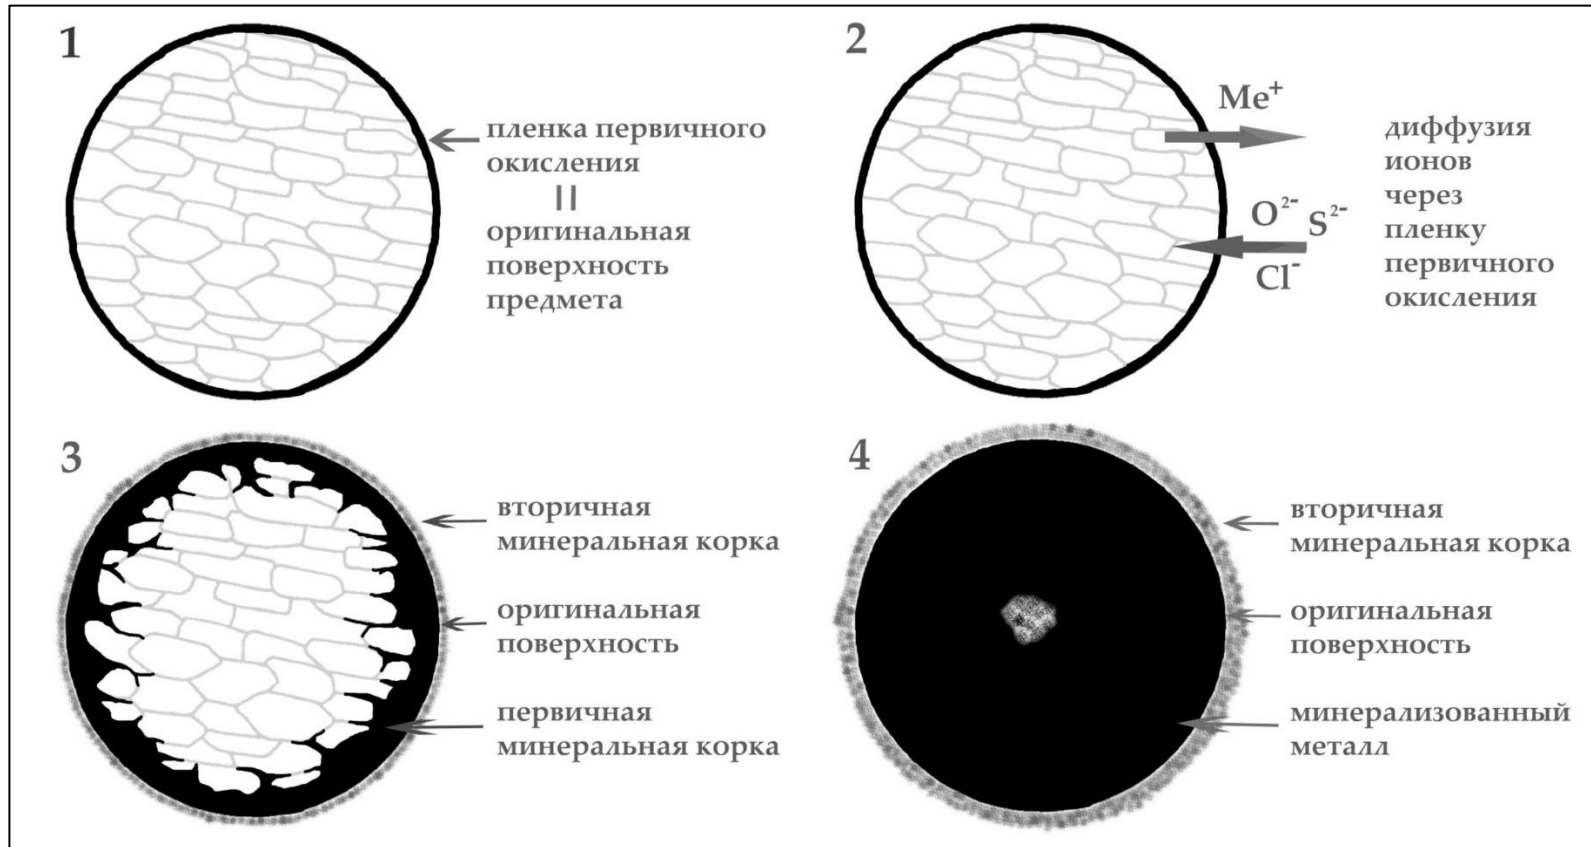 1
пленка первичного
окисления
=
оригинальная
поверхность
предмета
2
Me⁺
O²⁻ S²⁻
Cl⁻
диффузия
ионов
через
пленку
первичного
окисления
3
вторичная
минеральная корка
оригинальная
поверхность
первичная
минеральная корка
4
вторичная
минеральная корка
оригинальная
поверхность
минерализованный
металл